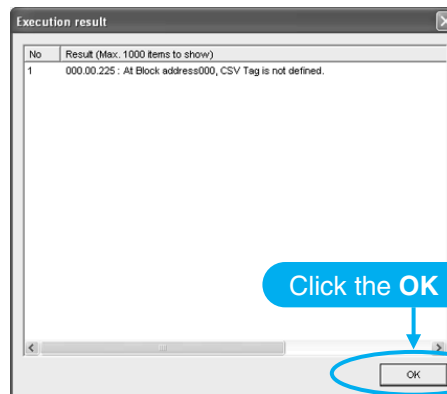 Execution result
No Result (Max. 1000 items to show)
1 000.00.225 : At Block address000, CSV Tag is not defined.
Click the OK
OK